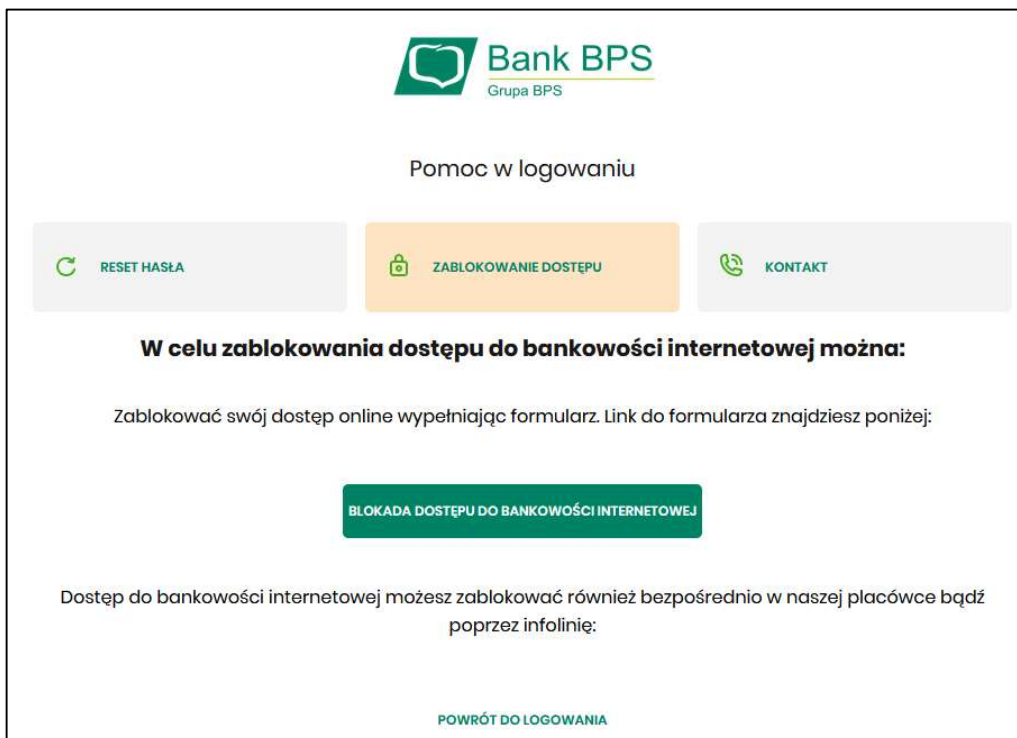 Bank BPS
Grupa BPS
Pomoc w logowaniu
RESET HASŁA
ZABLOKOWANIE DOSTĘPU
KONTAKT
W celu zablokowania dostępu do bankowości internetowej można:
Zablokować swój dostęp online wypełniając formularz. Link do formularza znajdziesz poniżej:
BLOKADA DOSTĘPU DO BANKOWOŚCI INTERNETOWEJ
Dostęp do bankowości internetowej możesz zablokować również bezpośrednio w naszej placówce bądź
poprzez infolinię:
POWRÓT DO LOGOWANIA